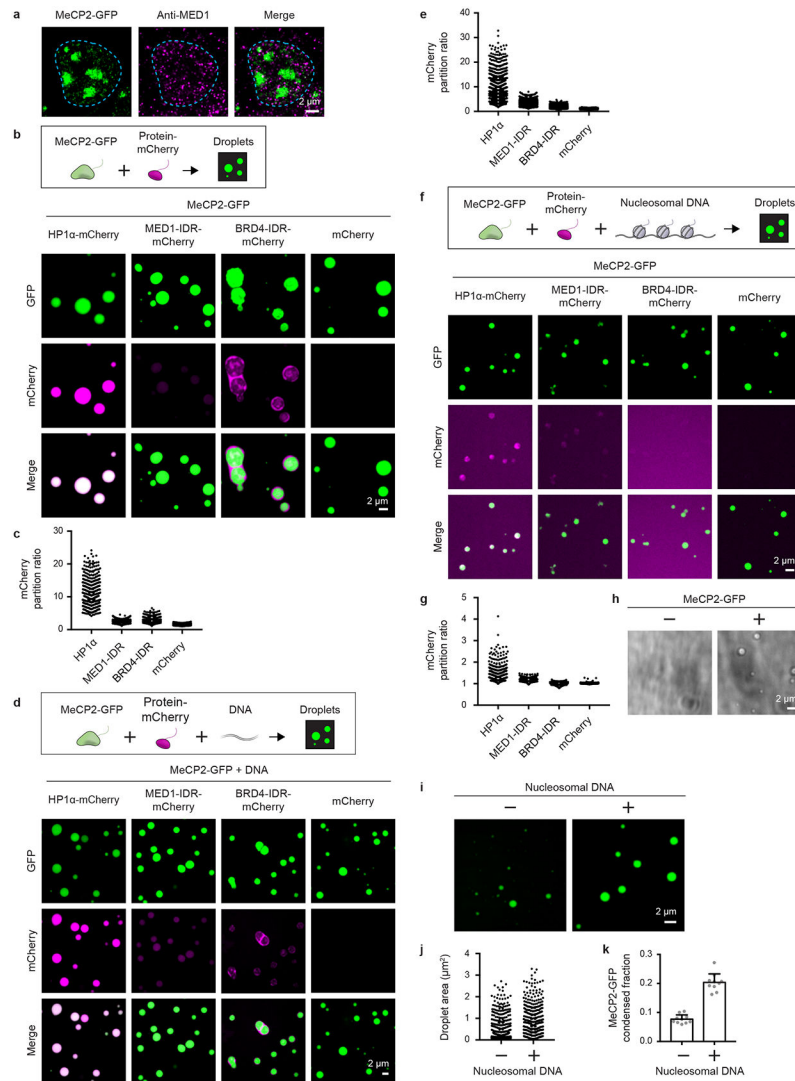 a
MeCP2-GFP Anti-MED1 Merge
2 µm
b
MeCP2-GFP + Protein-mCherry Droplets
MeCP2-GFP
HP1α-mCherry MED1-IDR-mCherry BRD4-IDR-mCherry mCherry
GFP
mCherry
Merge
2 µm
c
mCherry partition ratio
30
20
10
0
HP1α MED1-IDR BRD4-IDR mCherry
d
MeCP2-GFP + Protein-mCherry + DNA Droplets
MeCP2-GFP + DNA
HP1α-mCherry MED1-IDR-mCherry BRD4-IDR-mCherry mCherry
GFP
mCherry
Merge
2 µm
e
mCherry partition ratio
40
30
20
10
0
HP1α MED1-IDR BRD4-IDR mCherry
f
MeCP2-GFP + Protein-mCherry + Nucleosomal DNA Droplets
MeCP2-GFP
HP1α-mCherry MED1-IDR-mCherry BRD4-IDR-mCherry mCherry
GFP
mCherry
Merge
2 µm
g
mCherry partition ratio
5
4
3
2
1
0
HP1α MED1-IDR BRD4-IDR mCherry
h
MeCP2-GFP
− +
2 µm
i
Nucleosomal DNA
− +
2 µm
j
Droplet area (µm²)
4
3
2
1
0
− +
Nucleosomal DNA
k
MeCP2-GFP condensed fraction
0.3
0.2
0.1
0
− +
Nucleosomal DNA